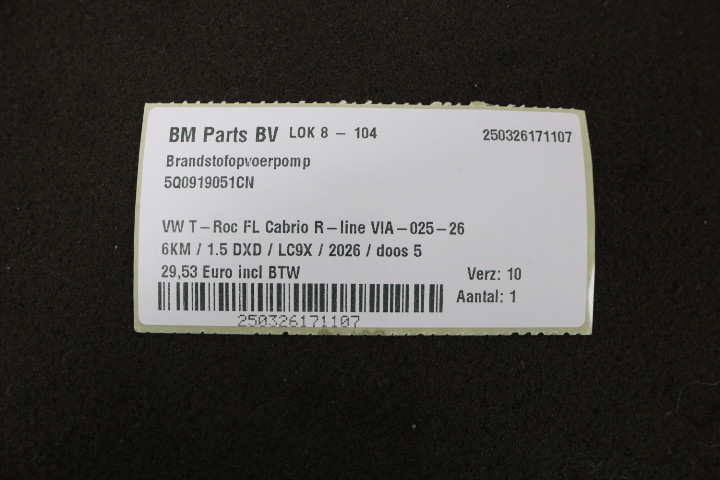 BM Parts BV LOK 8 - 104 250326171107
Brandstofopvoerpomp
5Q0919051CN
VW T-Roc FL Cabrio R-line VIA-025-26
6KM / 1.5 DXD / LC9X / 2026 / doos 5
29,53 Euro incl BTW Verz: 10
Aantal: 1
250326171107